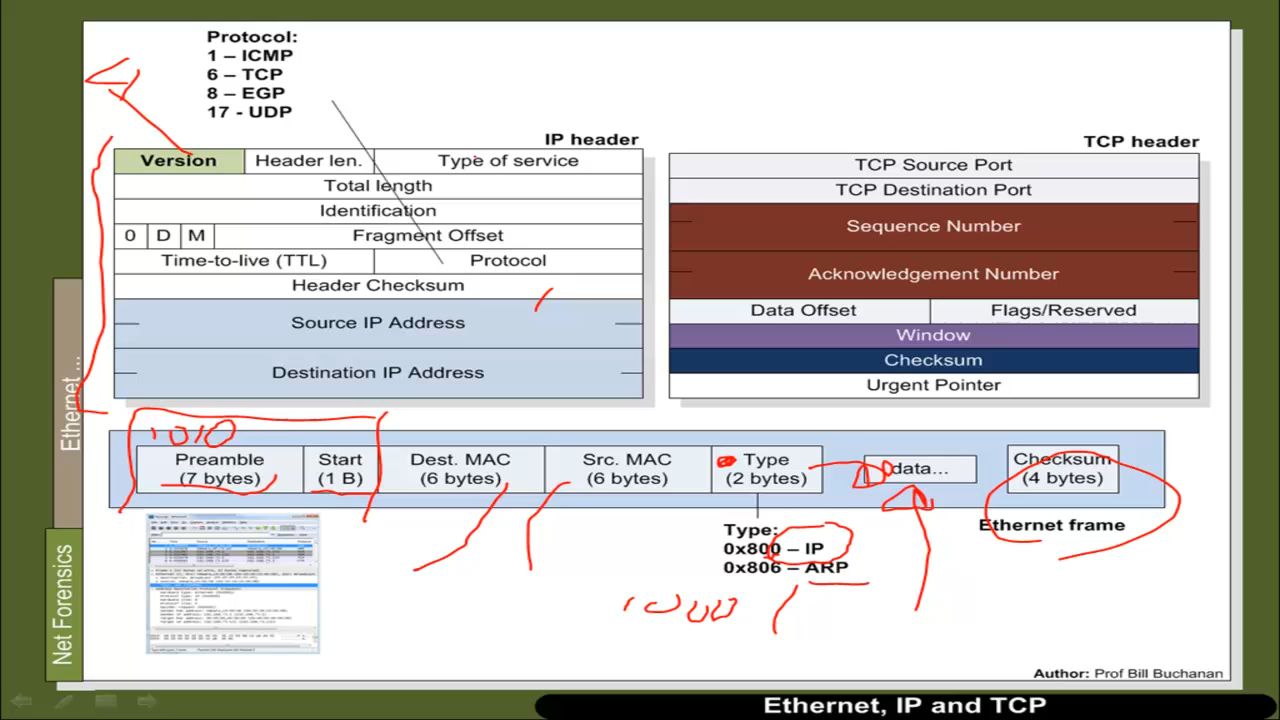 Protocol:
1 – ICMP
6 – TCP
8 – EGP
17 - UDP
IP header
Version Header len. Type of service
Total length
Identification
0 D M Fragment Offset
Time-to-live (TTL) Protocol
Header Checksum
Source IP Address
Destination IP Address
TCP header
TCP Source Port
TCP Destination Port
Sequence Number
Acknowledgement Number
Data Offset Flags/Reserved
Window
Checksum
Urgent Pointer
1010
Preamble
(7 bytes)
Start
(1 B)
Dest. MAC
(6 bytes)
Src. MAC
(6 bytes)
Type
(2 bytes)
data...
Checksum
(4 bytes)
Ethernet frame
Type:
0x800 – IP
0x806 – ARP
1000
Ethernet ...
Net Forensics
Author: Prof Bill Buchanan
Ethernet, IP and TCP